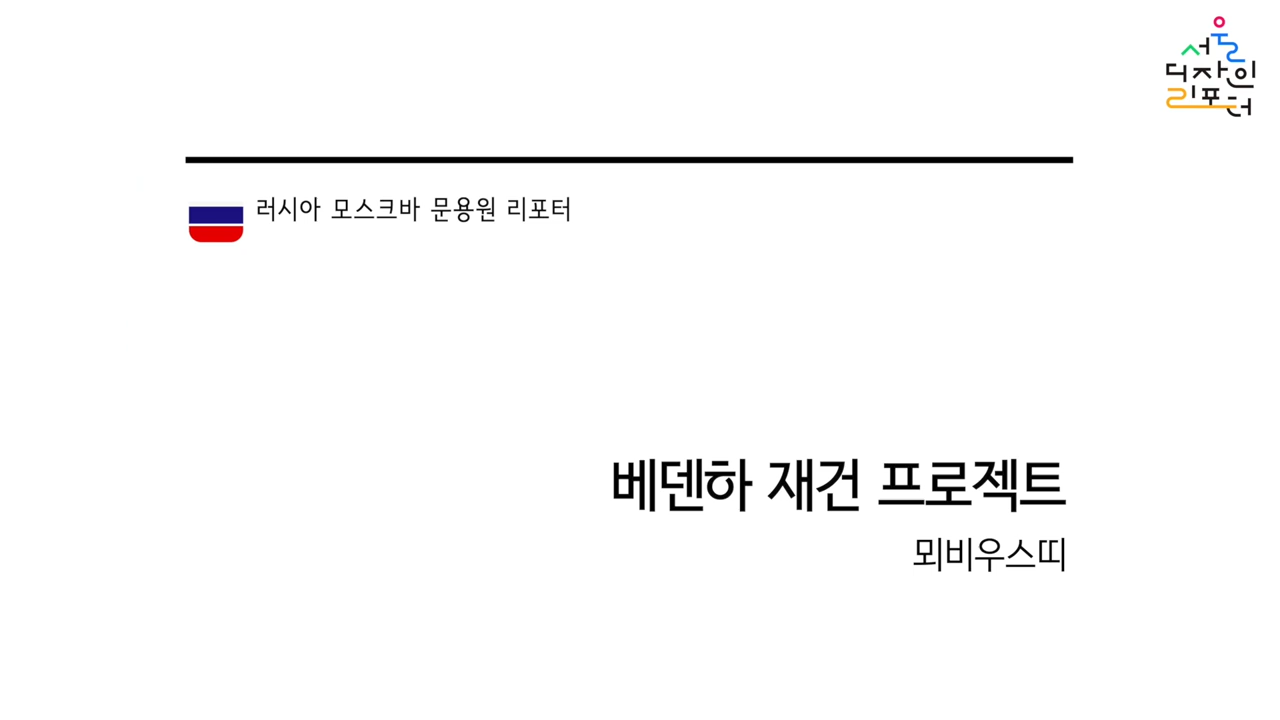 서울
디자인
리포터
러시아 모스크바 문용원 리포터
베덴하 재건 프로젝트
뫼비우스띠